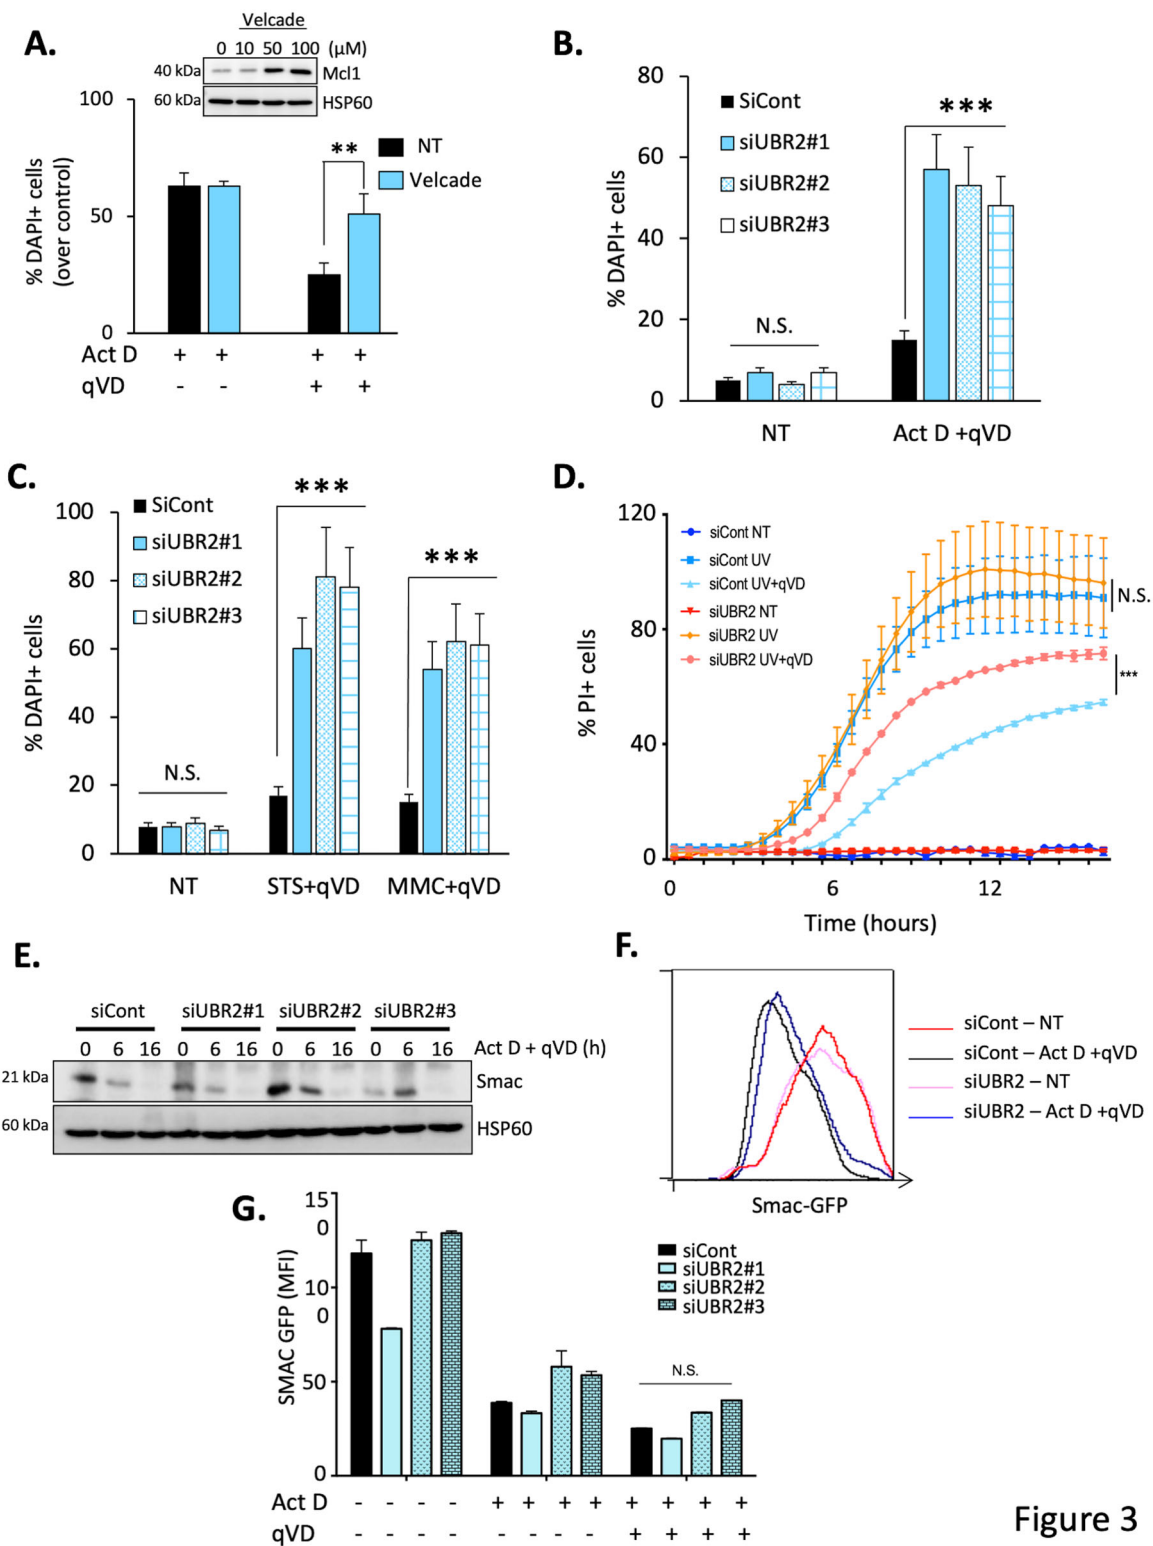 A.
Velcade
0 10 50 100 (µM)
40 kDa Mcl1
60 kDa HSP60
100
50
0
% DAPI+ cells
(over control)
**
NT
Velcade
Act D + + + +
qVD - - + +
B.
80
60
40
20
0
% DAPI+ cells
SiCont
siUBR2#1
siUBR2#2
siUBR2#3
N.S.
***
NT Act D +qVD
C.
100
80
60
40
20
0
% DAPI+ cells
SiCont
siUBR2#1
siUBR2#2
siUBR2#3
N.S.
***
***
NT STS+qVD MMC+qVD
D.
120
80
40
0
% PI+ cells
siCont NT
siCont UV
siCont UV+qVD
siUBR2 NT
siUBR2 UV
siUBR2 UV+qVD
N.S.
***
0 6 12
Time (hours)
E.
siCont siUBR2#1 siUBR2#2 siUBR2#3
0 6 16 0 6 16 0 6 16 0 6 16 Act D + qVD (h)
21 kDa Smac
60 kDa HSP60
F.
siCont – NT
siCont – Act D +qVD
siUBR2 – NT
siUBR2 – Act D +qVD
Smac-GFP
G.
15
0
10
0
50
0
SMAC GFP (MFI)
siCont
siUBR2#1
siUBR2#2
siUBR2#3
N.S.
Act D - - - - + + + + + + + +
qVD - - - - - - - - + + + +
Figure 3